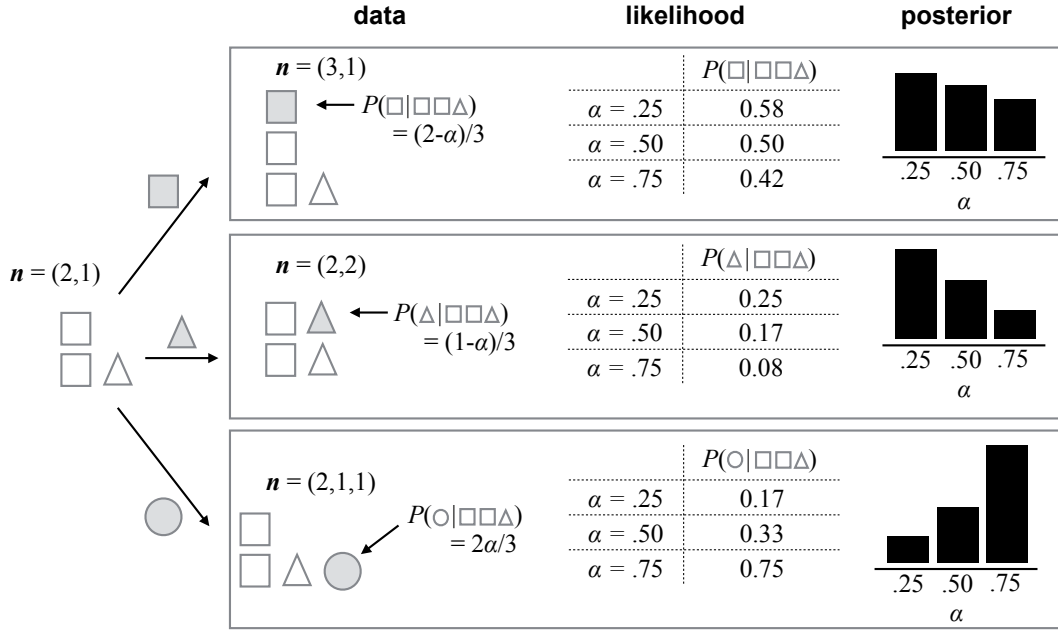 data likelihood posterior
n = (2,1)
n = (3,1)
P(□|□□△)
= (2-α)/3
P(□|□□△)
α = .25 0.58
α = .50 0.50
α = .75 0.42
.25 .50 .75
α
n = (2,2)
P(△|□□△)
= (1-α)/3
P(△|□□△)
α = .25 0.25
α = .50 0.17
α = .75 0.08
.25 .50 .75
α
n = (2,1,1)
P(○|□□△)
= 2α/3
P(○|□□△)
α = .25 0.17
α = .50 0.33
α = .75 0.75
.25 .50 .75
α